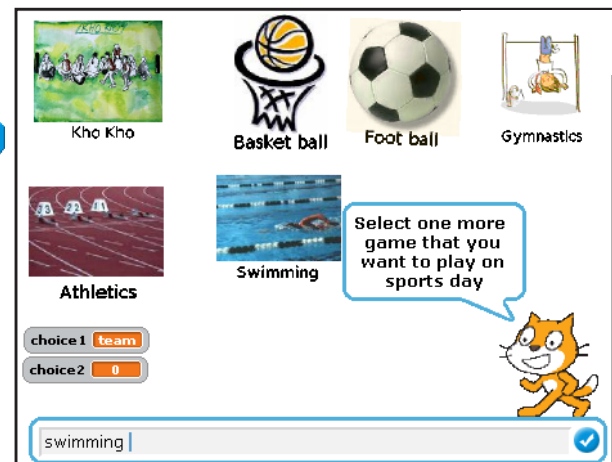 Kho Kho
Basket ball
Foot ball
Gymnastics
Athletics
Swimming
Select one more
game that you
want to play on
sports day
choice1 team
choice2 0
swimming